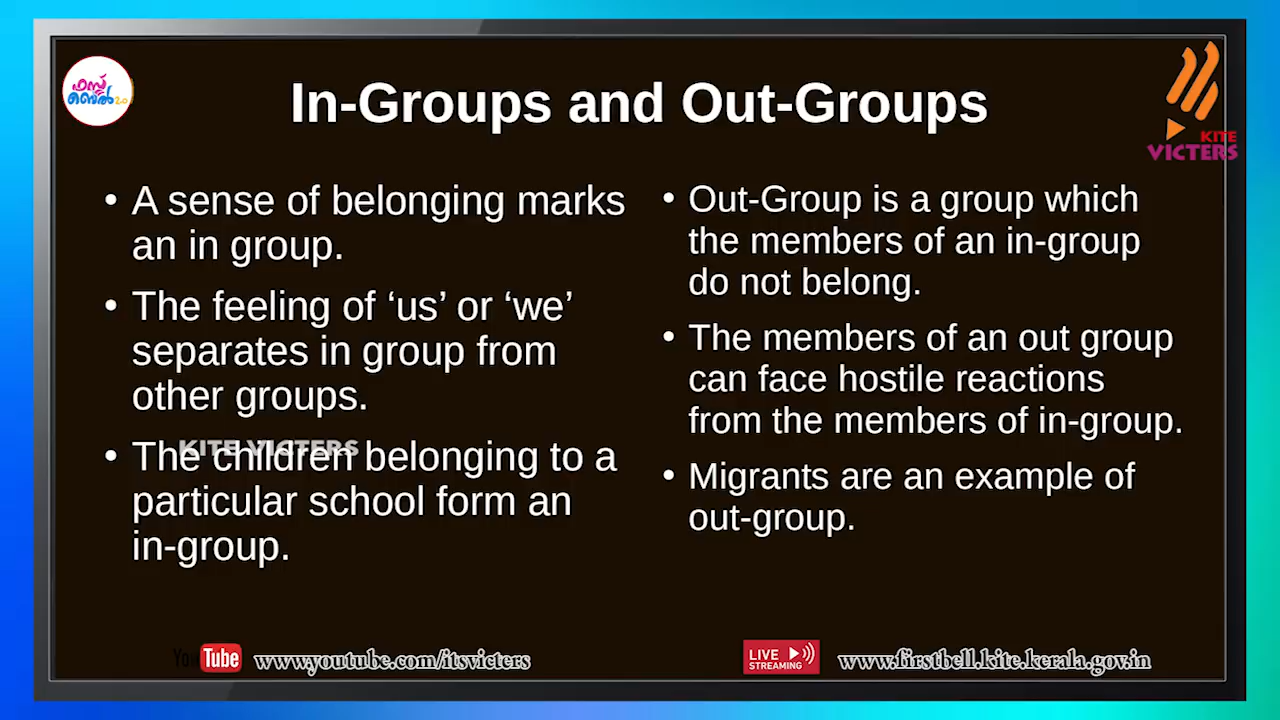 ഫസ്റ്റ്
ബെൽ 2.0
KITE
VICTERS
In-Groups and Out-Groups
• A sense of belonging marks
an in group.
• The feeling of ‘us’ or ‘we’
separates in group from
other groups.
• The children belonging to a
particular school form an
in-group.
KITE VICTERS
• Out-Group is a group which
the members of an in-group
do not belong.
• The members of an out group
can face hostile reactions
from the members of in-group.
• Migrants are an example of
out-group.
YouTube www.youtube.com/itsvicters
LIVE
STREAMING
www.firstbell.kite.kerala.gov.in